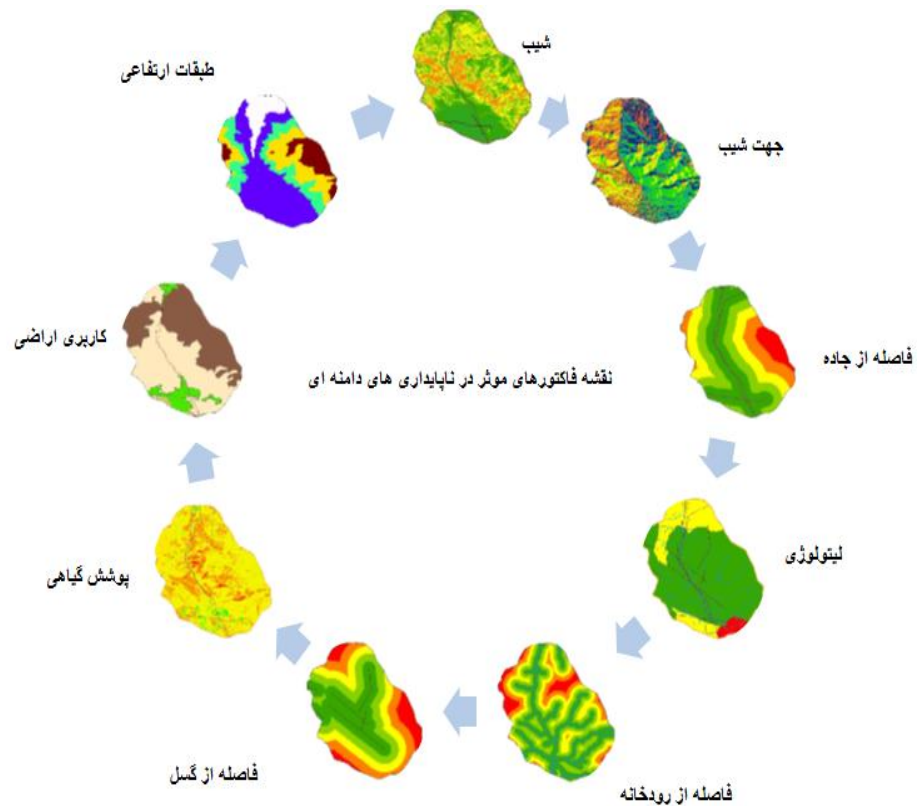 شیب
طبقات ارتفاعی
جهت شیب
کاربری اراضی
فاصله از جاده
نقشه فاکتورهای موثر در ناپایداری های دامنه ای
لیتولوژی
پوشش گیاهی
فاصله از گسل
فاصله از رودخانه